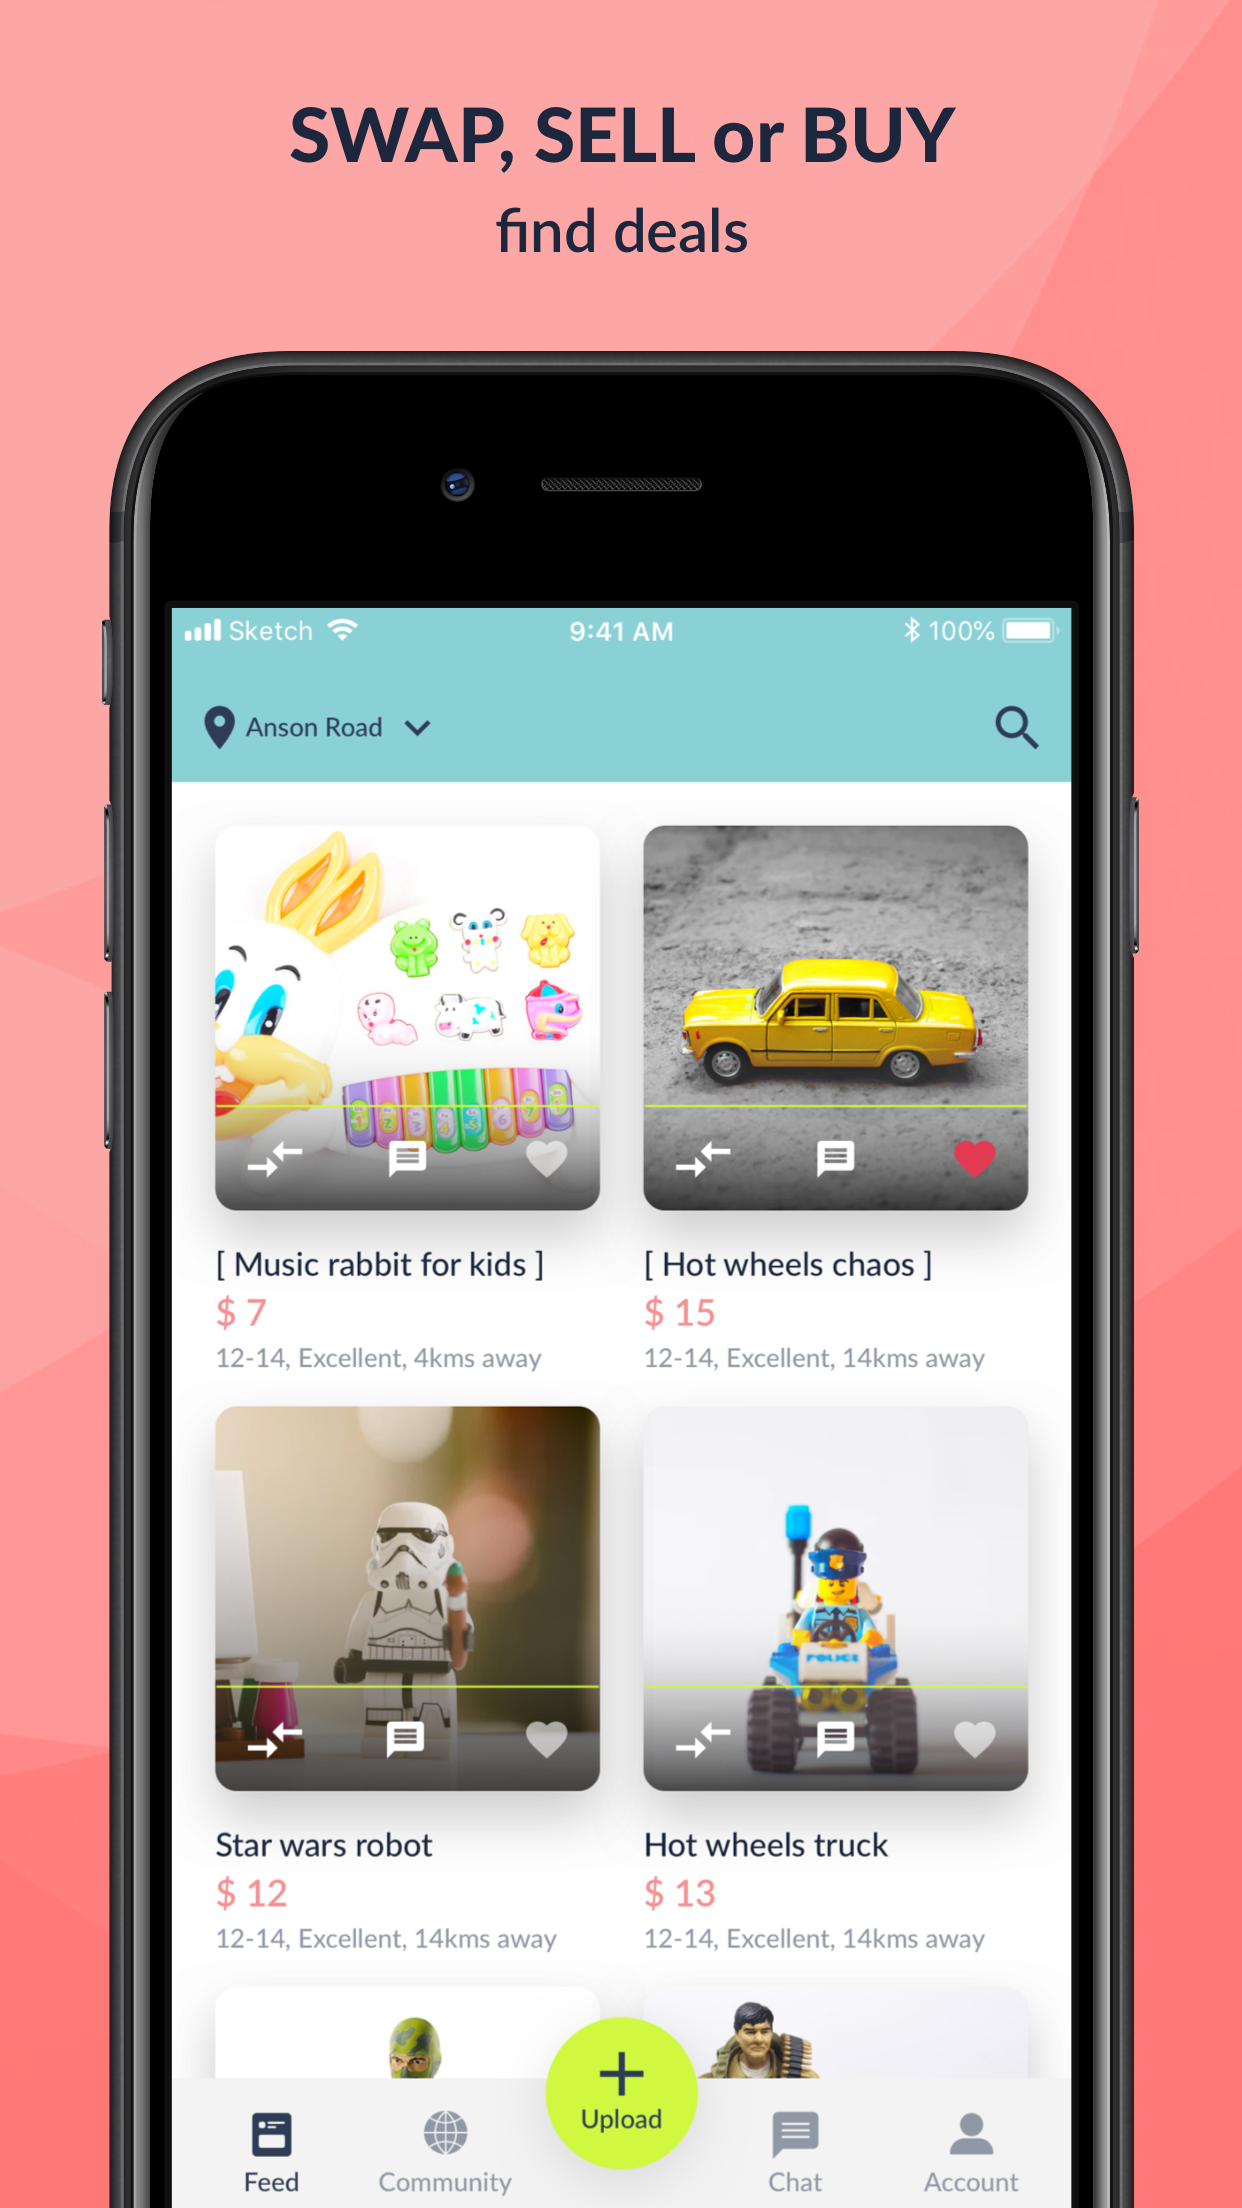 SWAP, SELL or BUY
find deals
Sketch 9:41 AM 100%
Anson Road
[ Music rabbit for kids ]
$ 7
12-14, Excellent, 4kms away
[ Hot wheels chaos ]
$ 15
12-14, Excellent, 14kms away
POLICE
Star wars robot
$ 12
12-14, Excellent, 14kms away
Hot wheels truck
$ 13
12-14, Excellent, 14kms away
Upload
Feed
Community
Chat
Account